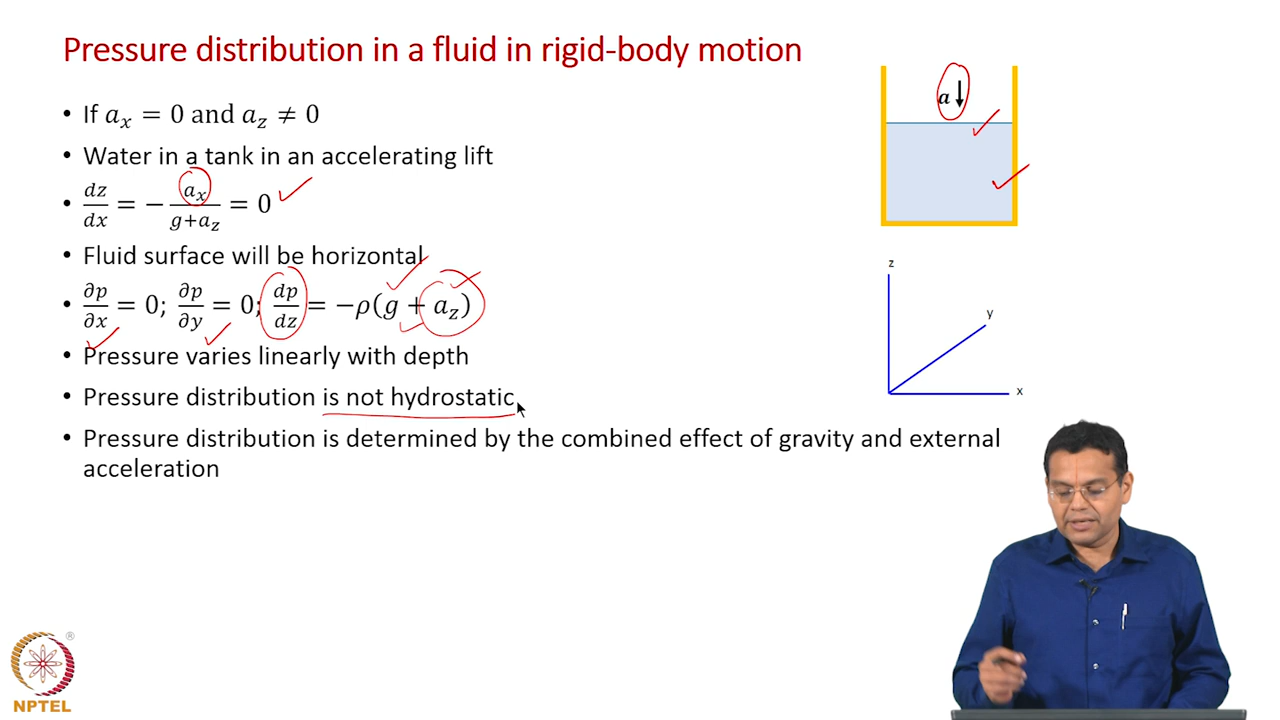 Pressure distribution in a fluid in rigid-body motion
• If aₓ = 0 and a_z ≠ 0
• Water in a tank in an accelerating lift
• dz/dx = − aₓ/(g+a_z) = 0
• Fluid surface will be horizontal
• ∂p/∂x = 0; ∂p/∂y = 0; dp/dz = −ρ(g + a_z)
• Pressure varies linearly with depth
• Pressure distribution is not hydrostatic
• Pressure distribution is determined by the combined effect of gravity and external
acceleration
a
z
y
x
®
NPTEL